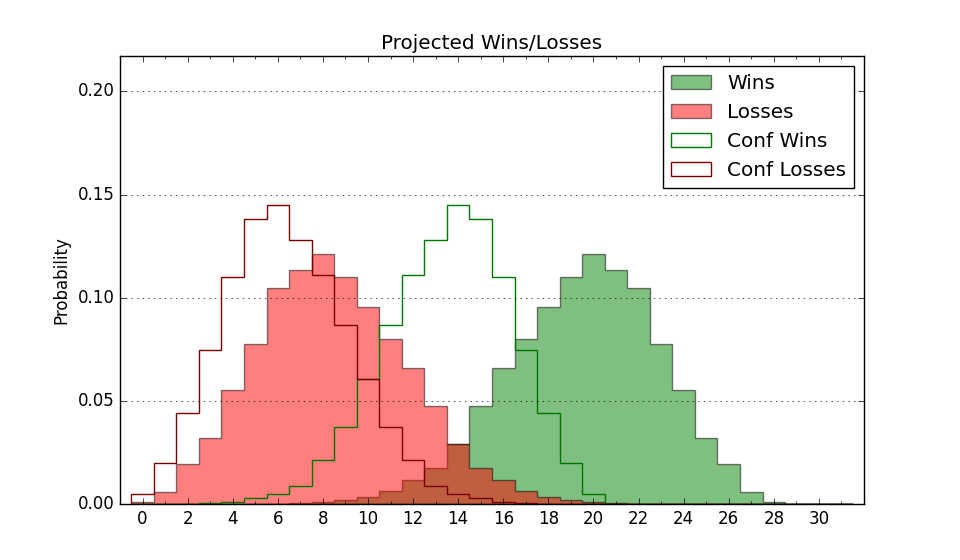 Projected Wins/Losses
Wins
Losses
Conf Wins
Conf Losses
Probability
0.20
0.15
0.10
0.05
0.00
0 2 4 6 8 10 12 14 16 18 20 22 24 26 28 30